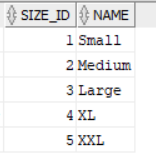 SIZE_ID NAME
1 Small
2 Medium
3 Large
4 XL
5 XXL